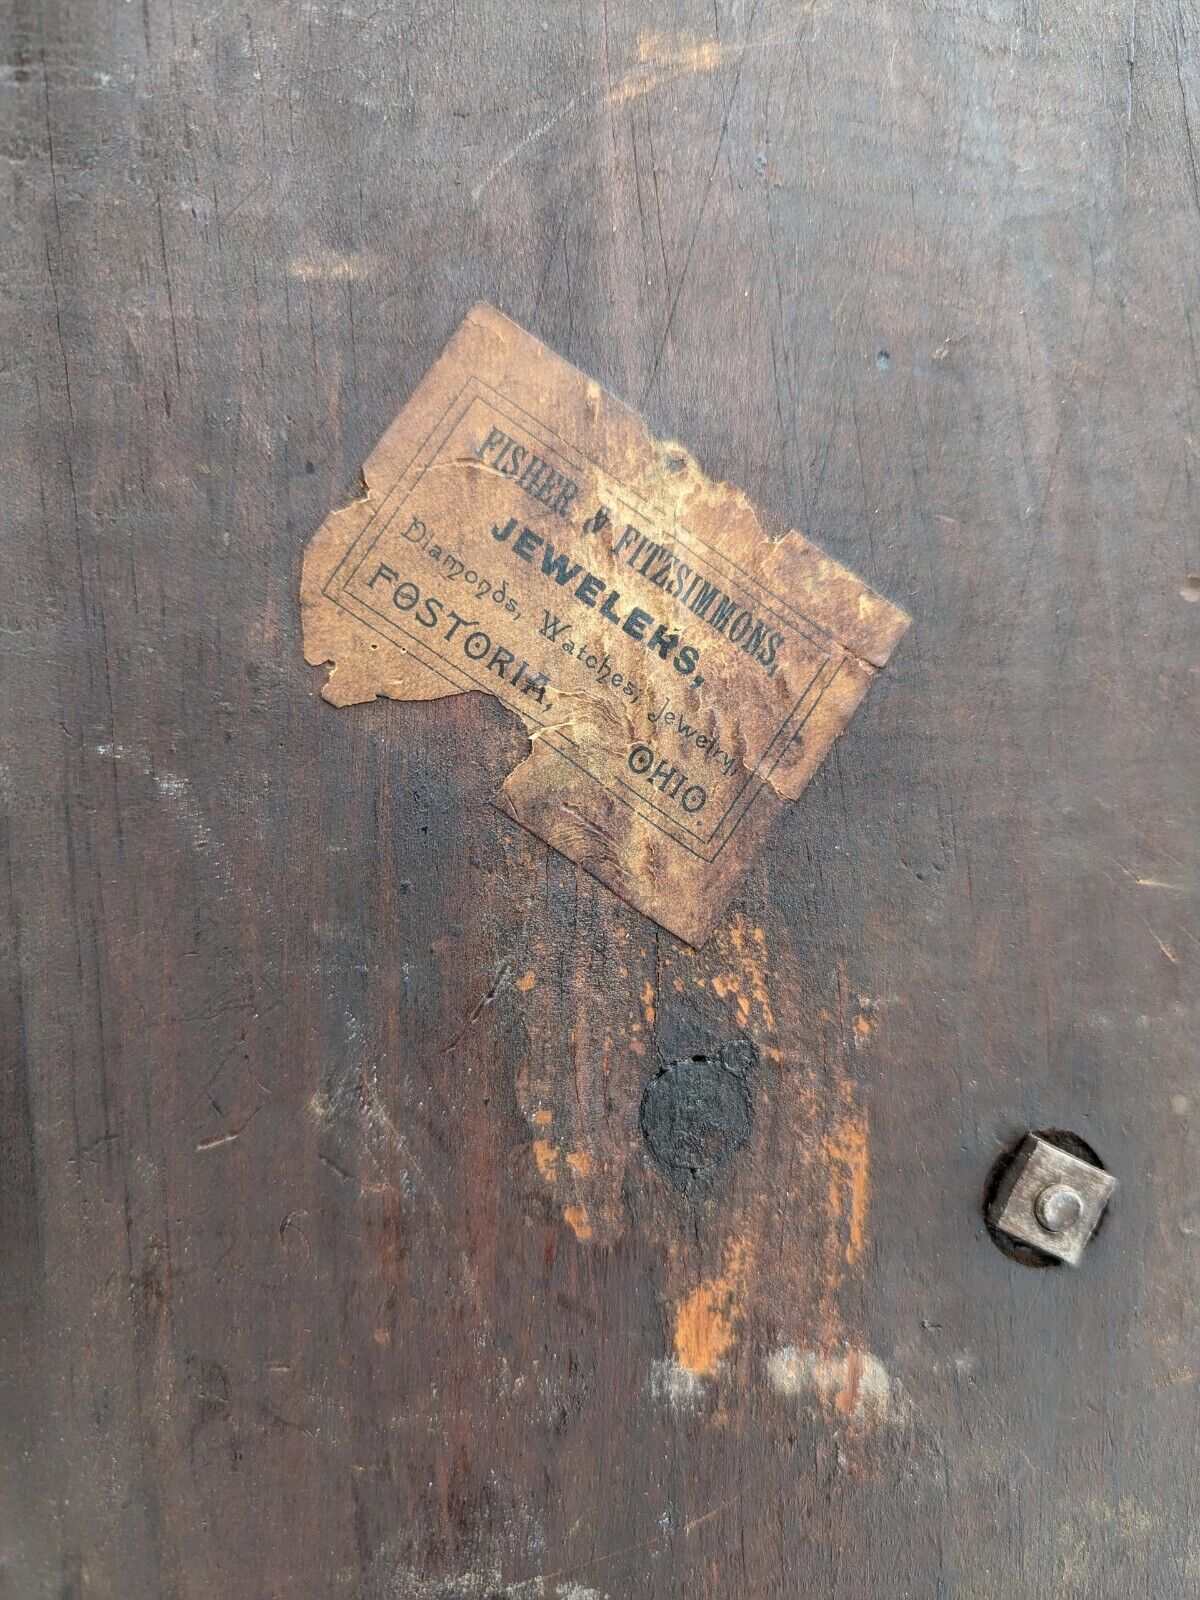 FISHER & FITZSIMMONS,
JEWELERS,
Diamonds, Watches, Jewelry,
FOSTORIA, OHIO.